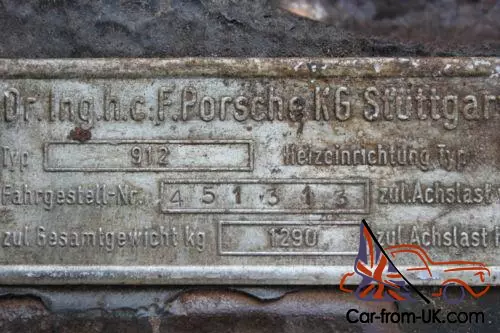 Dr. Ing. h.c. F. Porsche KG Stuttgar
Typ 912 Heizeinrichtung Typ
Fahrgestell-Nr. 451313 zul. Achslast
zul. Gesamtgewicht kg 1290 zul. Achslast
Car-from-UK.com